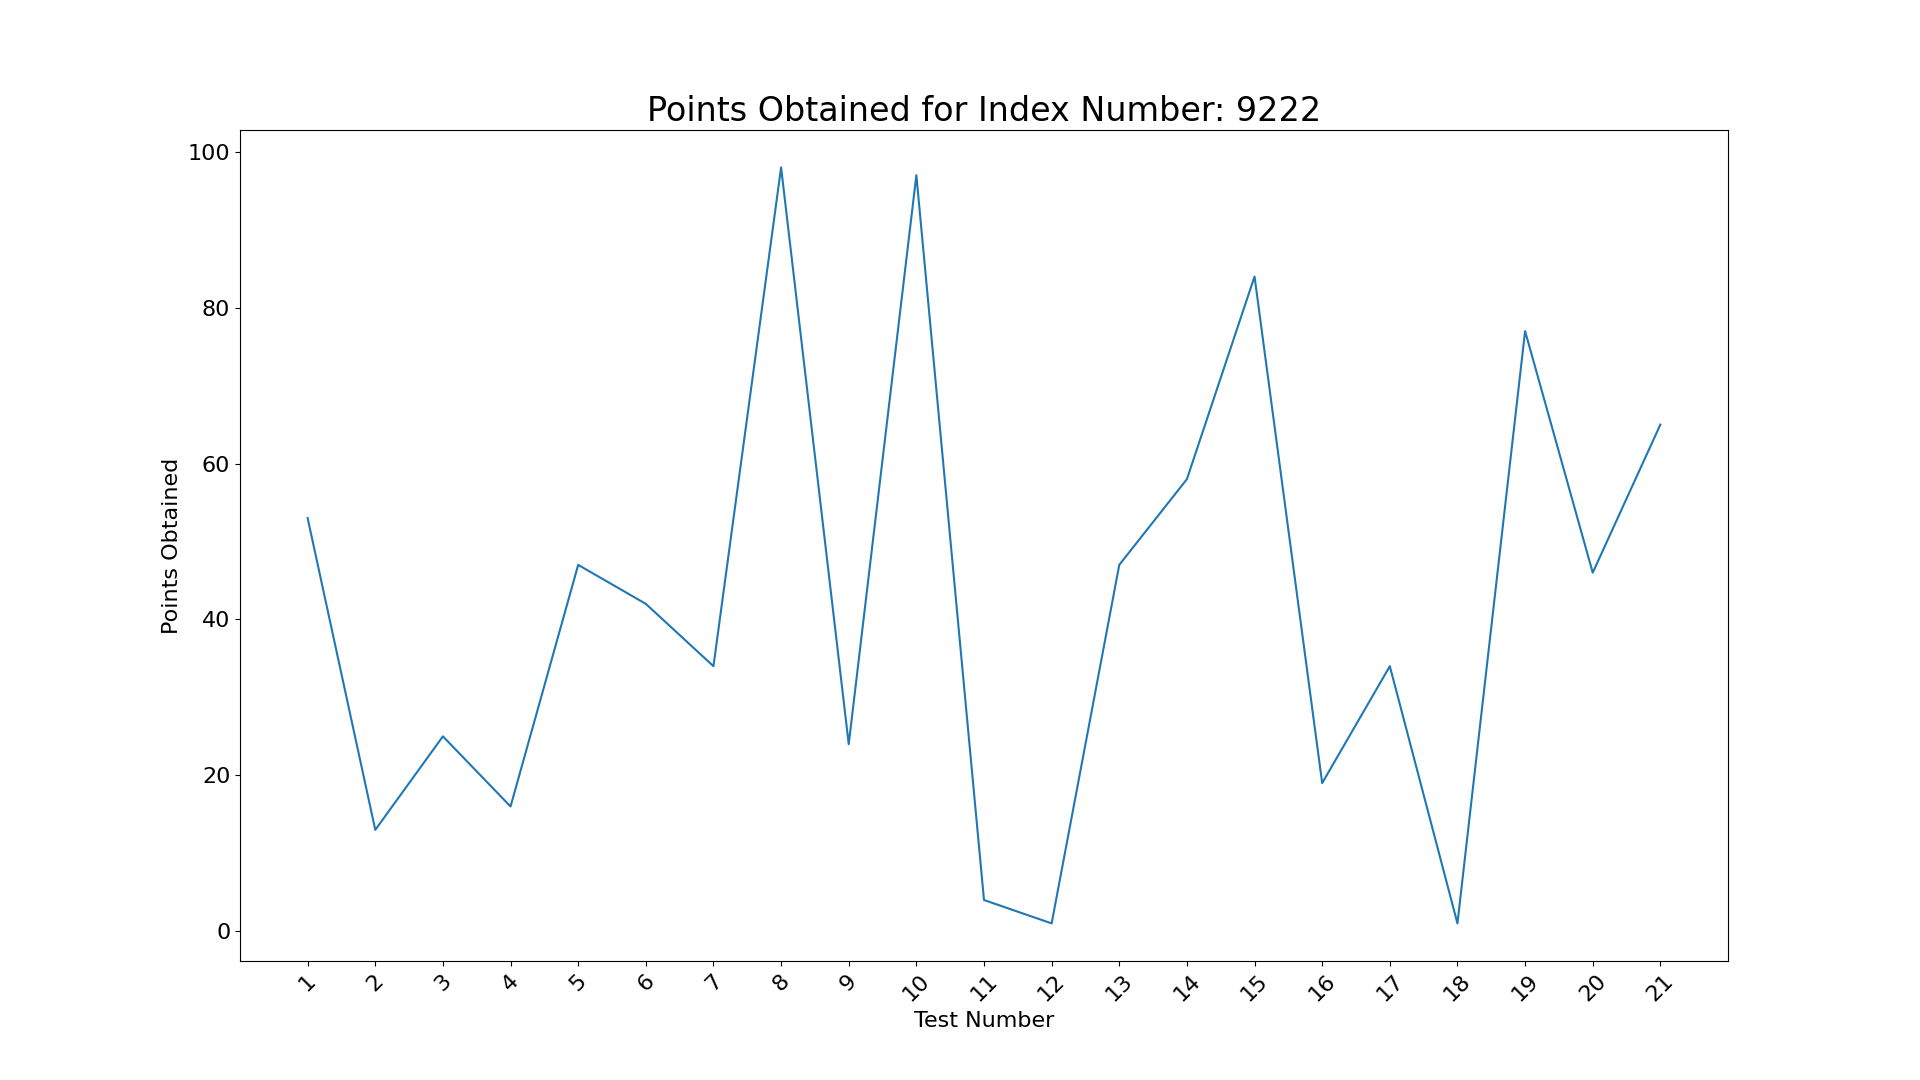 Points Obtained for Index Number: 9222
100
80
60
40
20
0
Points Obtained
1 2 3 4 5 6 7 8 9 10 11 12 13 14 15 16 17 18 19 20 21
Test Number